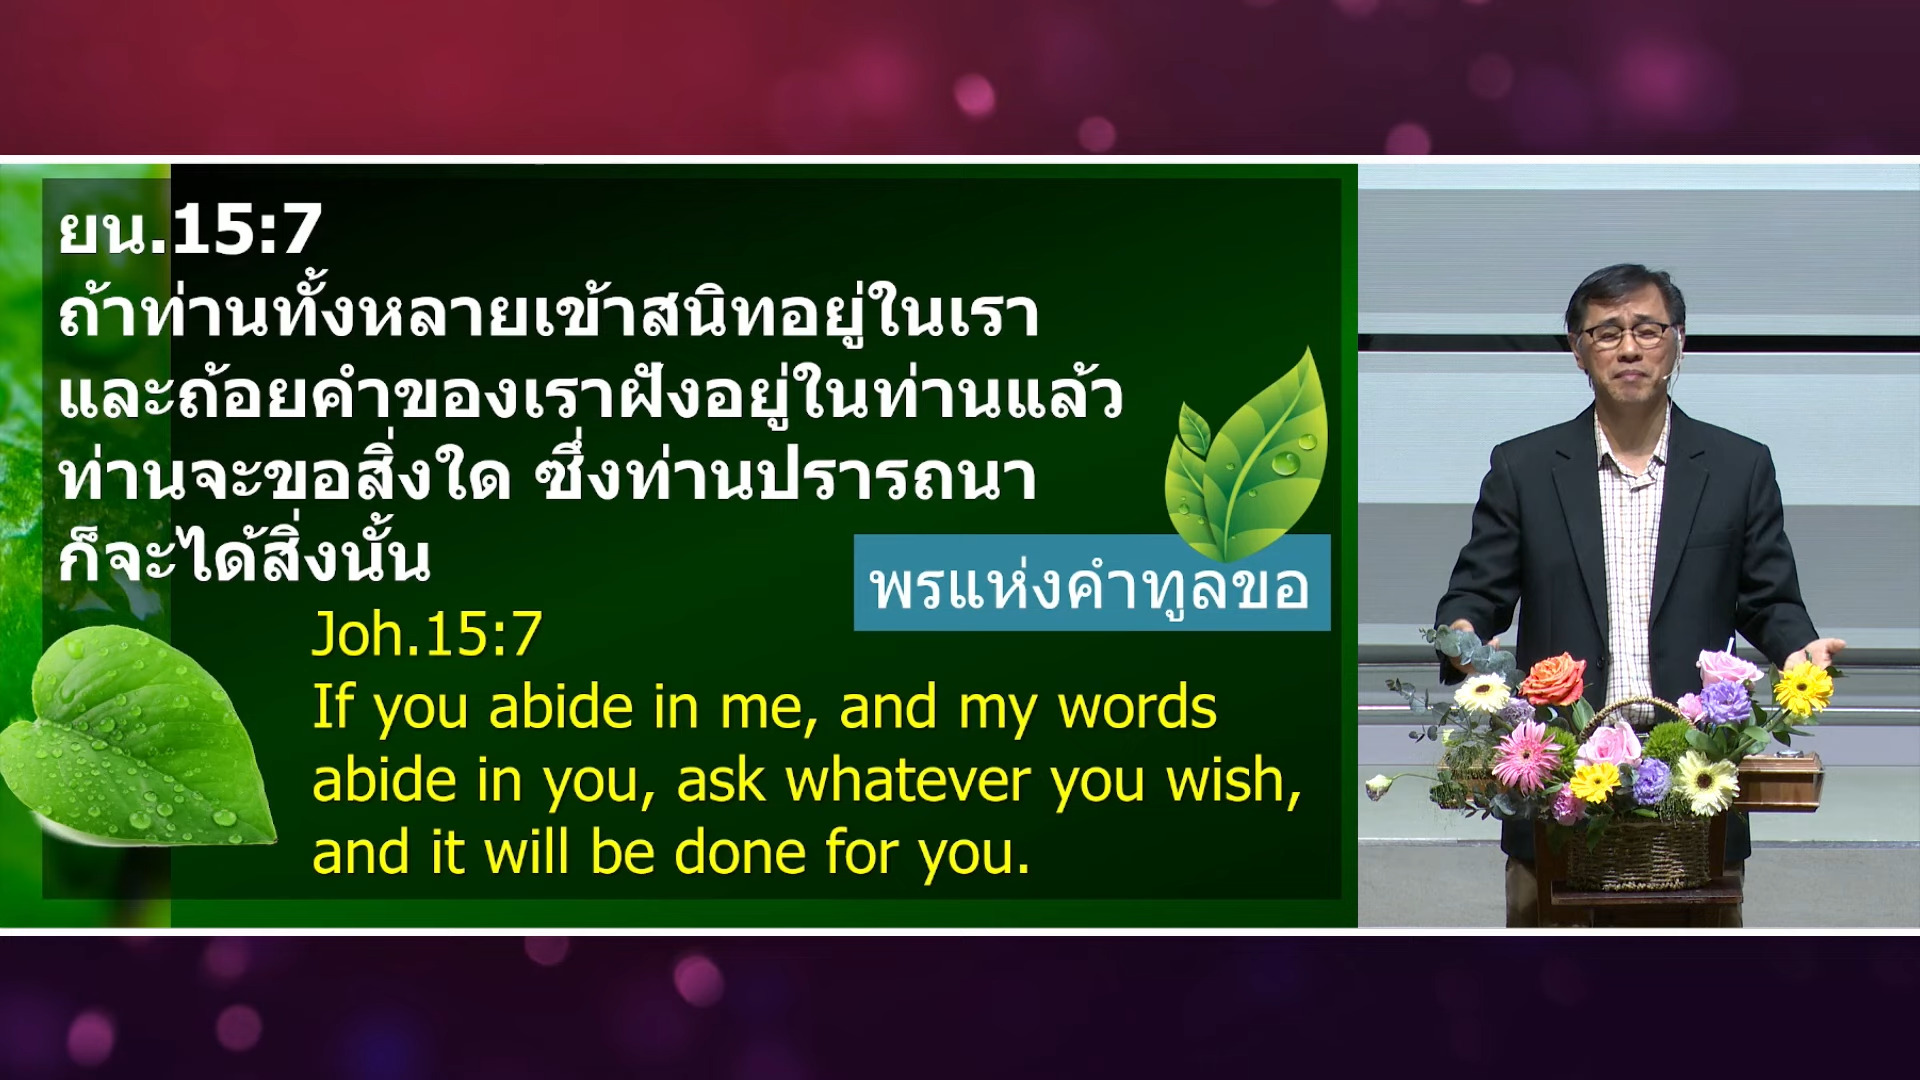 ยน.15:7
ถ้าท่านทั้งหลายเข้าสนิทอยู่ในเรา
และถ้อยคำของเราฝังอยู่ในท่านแล้ว
ท่านจะขอสิ่งใด ซึ่งท่านปรารถนา
ก็จะได้สิ่งนั้น
พรแห่งคำทูลขอ
Joh.15:7
If you abide in me, and my words
abide in you, ask whatever you wish,
and it will be done for you.